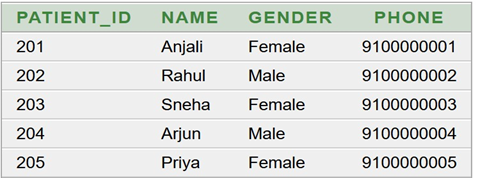 PATIENT_ID NAME GENDER PHONE
201 Anjali Female 9100000001
202 Rahul Male 9100000002
203 Sneha Female 9100000003
204 Arjun Male 9100000004
205 Priya Female 9100000005